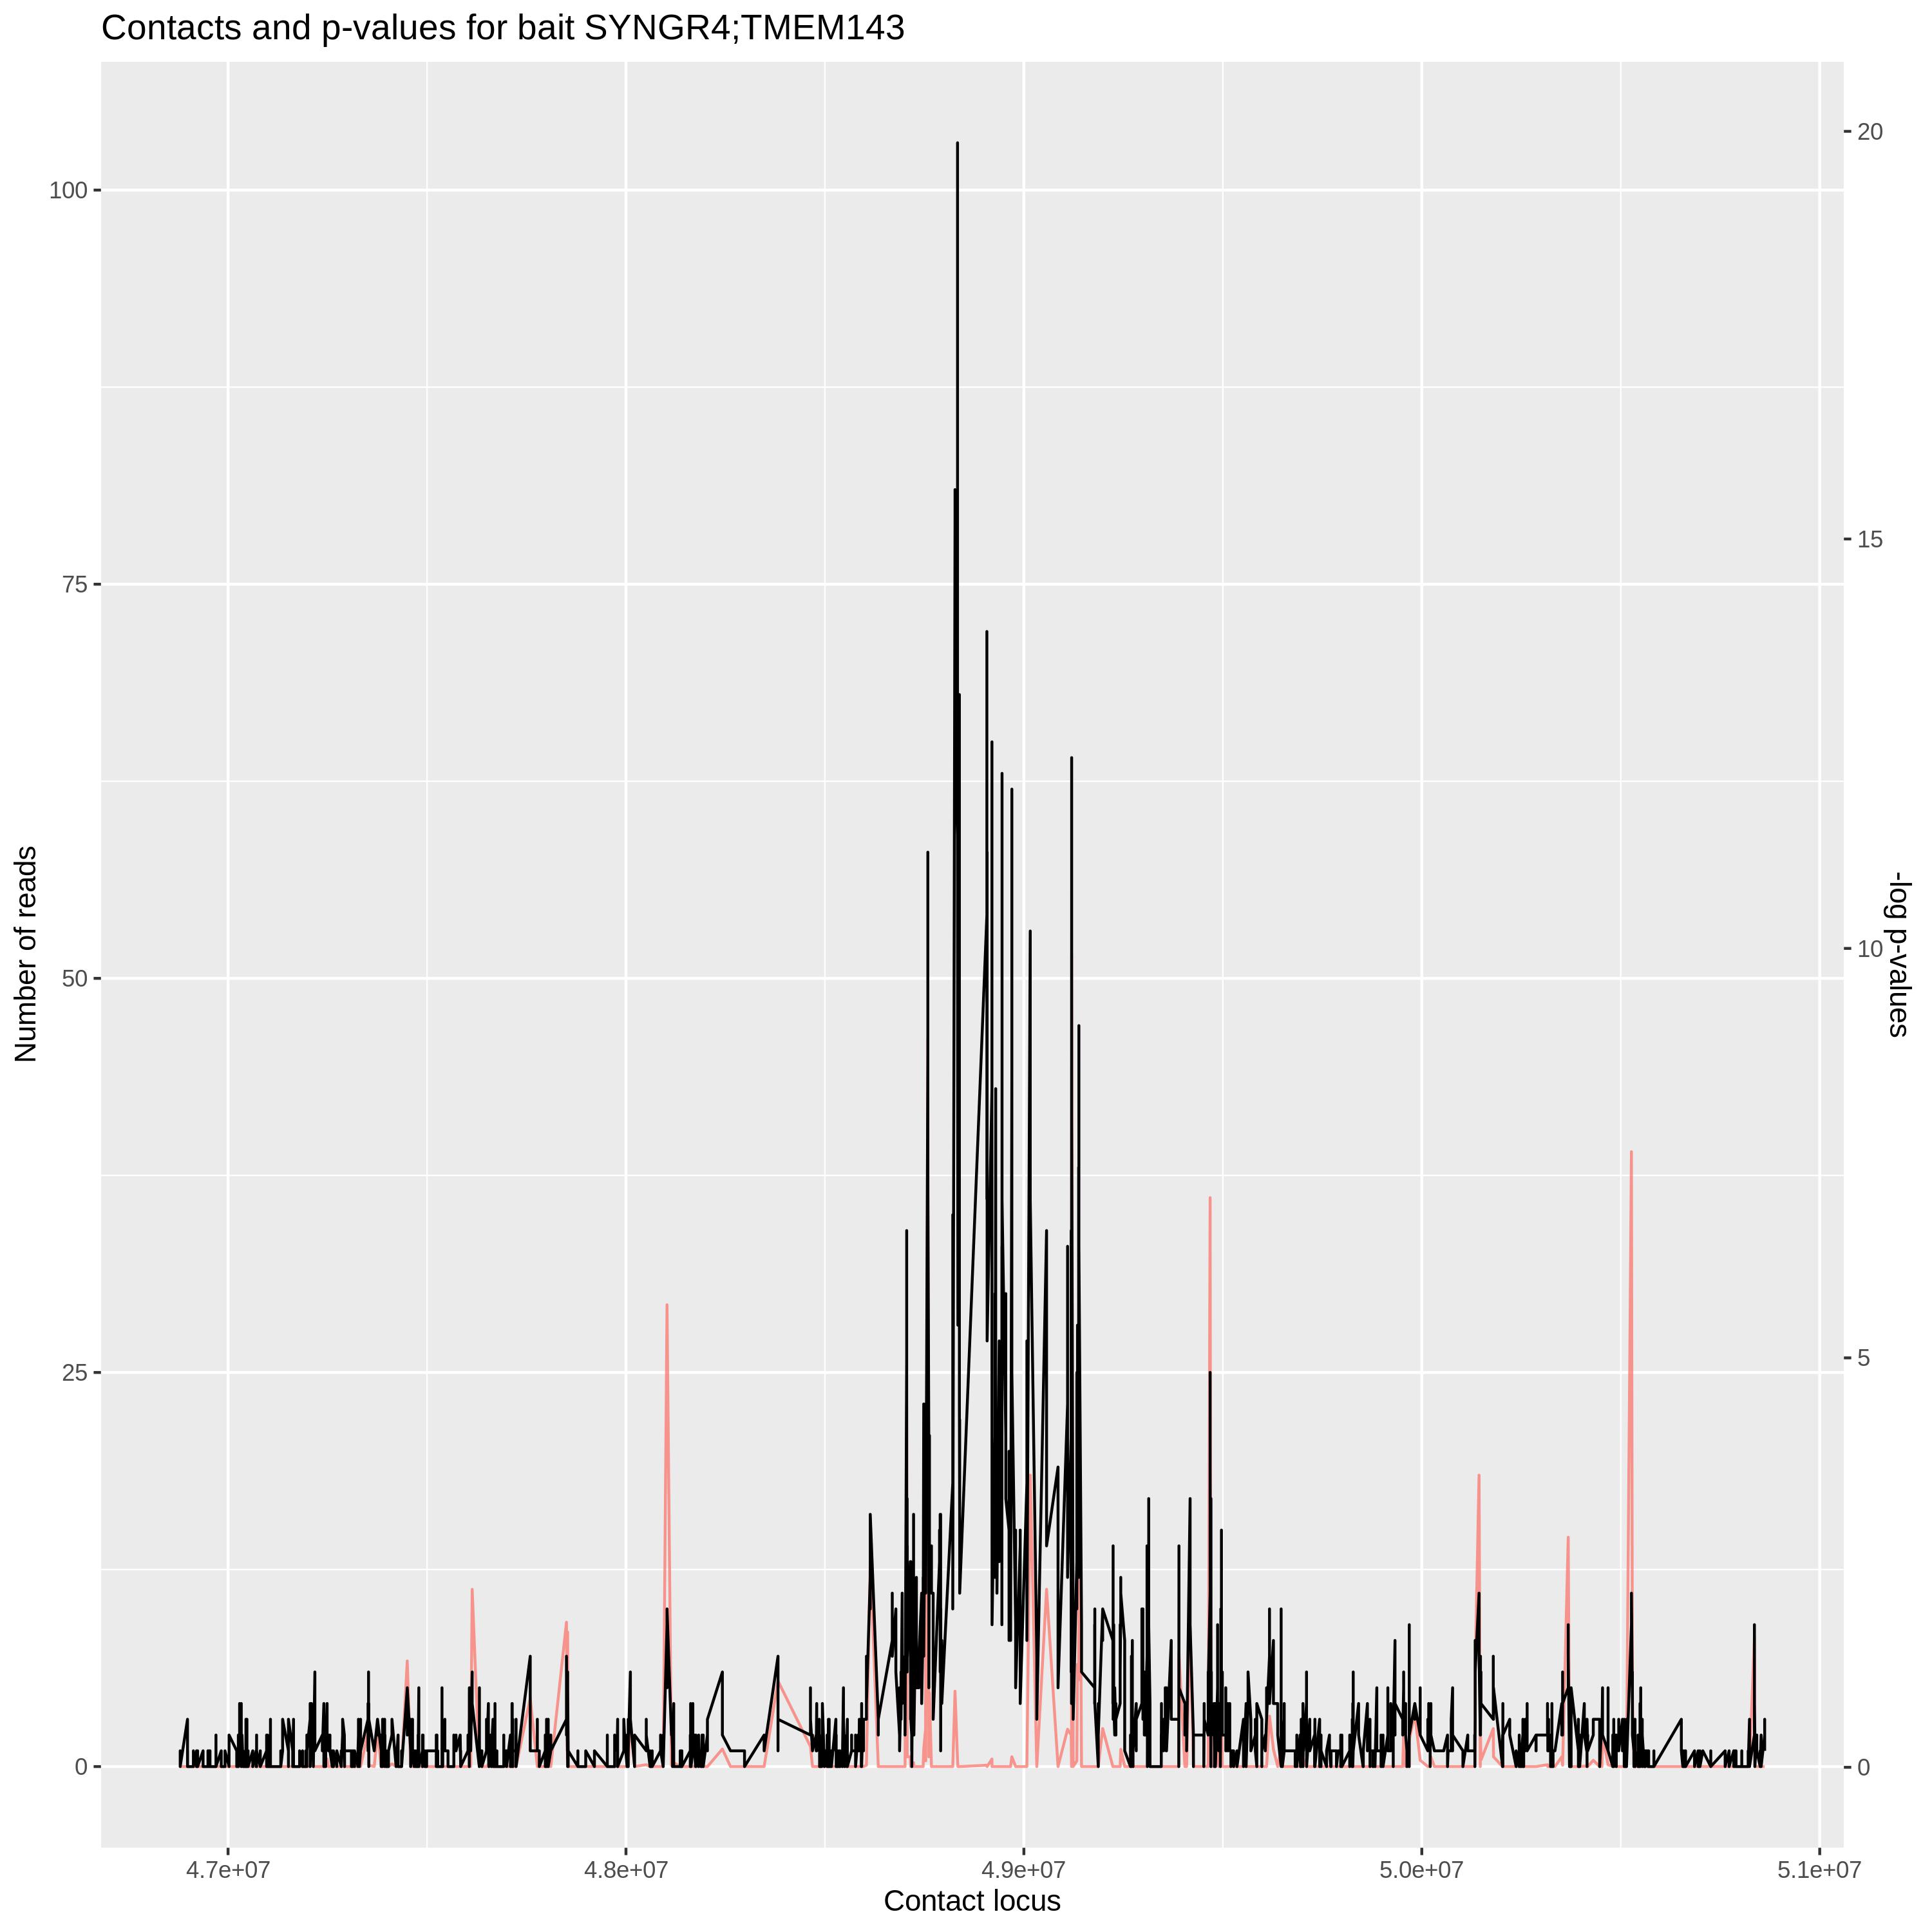 Contacts and p-values for bait SYNGR4;TMEM143
Number of reads
100
75
50
25
0
20
15
10
5
0
-log p-values
4.7e+07
4.8e+07
4.9e+07
5.0e+07
5.1e+07
Contact locus